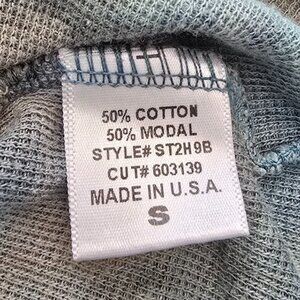 50% COTTON
50% MODAL
STYLE# ST2H9B
CUT# 603139
MADE IN U.S.A.
S